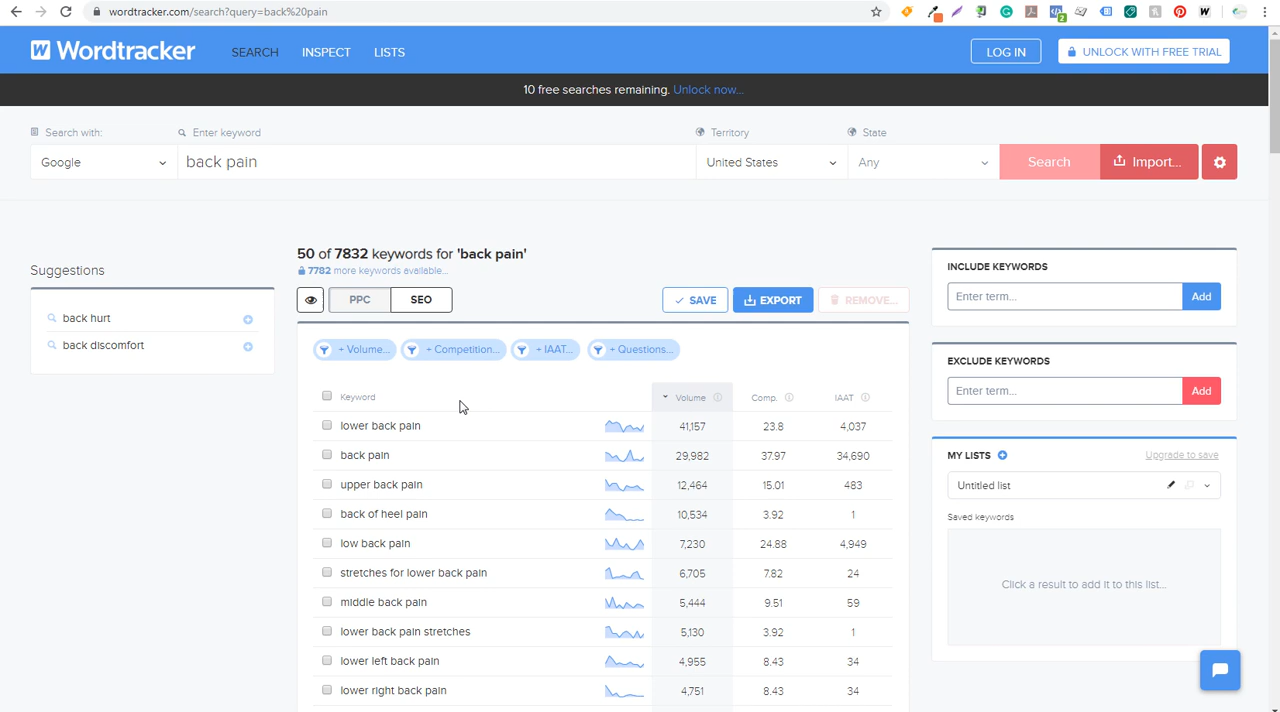 wordtracker.com/search?query=back%20pain
Wordtracker SEARCH INSPECT LISTS LOG IN UNLOCK WITH FREE TRIAL
10 free searches remaining. Unlock now...
Search with: Enter keyword Territory State
Google back pain United States Any Search Import...
Suggestions
back hurt
back discomfort
50 of 7832 keywords for 'back pain'
7782 more keywords available...
PPC SEO SAVE EXPORT REMOVE...
+ Volume... + Competition... + IAAT... + Questions...
Keyword Volume Comp. IAAT
lower back pain 41,157 23.8 4,037
back pain 29,982 37.97 34,690
upper back pain 12,464 15.01 483
back of heel pain 10,534 3.92 1
low back pain 7,230 24.88 4,949
stretches for lower back pain 6,705 7.82 24
middle back pain 5,444 9.51 59
lower back pain stretches 5,130 3.92 1
lower left back pain 4,955 8.43 34
lower right back pain 4,751 8.43 34
INCLUDE KEYWORDS
Enter term... Add
EXCLUDE KEYWORDS
Enter term... Add
MY LISTS Upgrade to save
Untitled list
Saved keywords
Click a result to add it to this list...